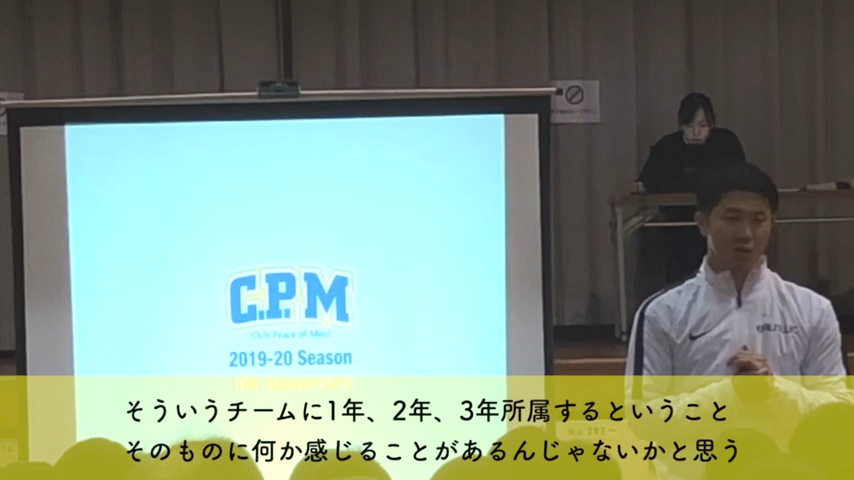 C.P.M
Club Peace of Mind
2019-20 Season
10th Anniversary
そういうチームに1年、2年、3年所属するということ
そのものに何か感じることがあるんじゃないかと思う